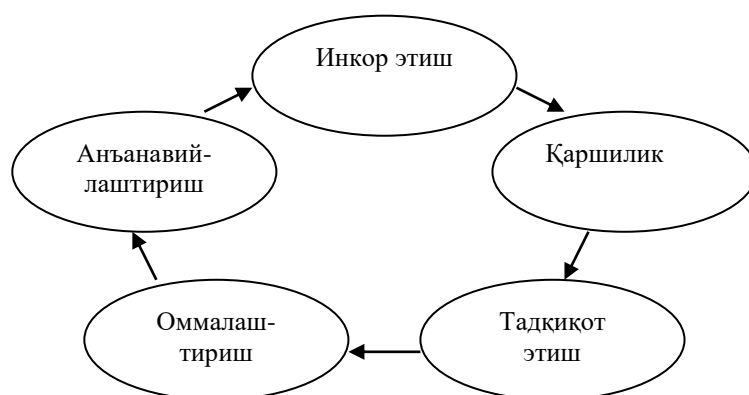 Инкор этиш
Қаршилик
Тадқиқот
этиш
Оммалаш-
тириш
Анъанавий-
лаштириш